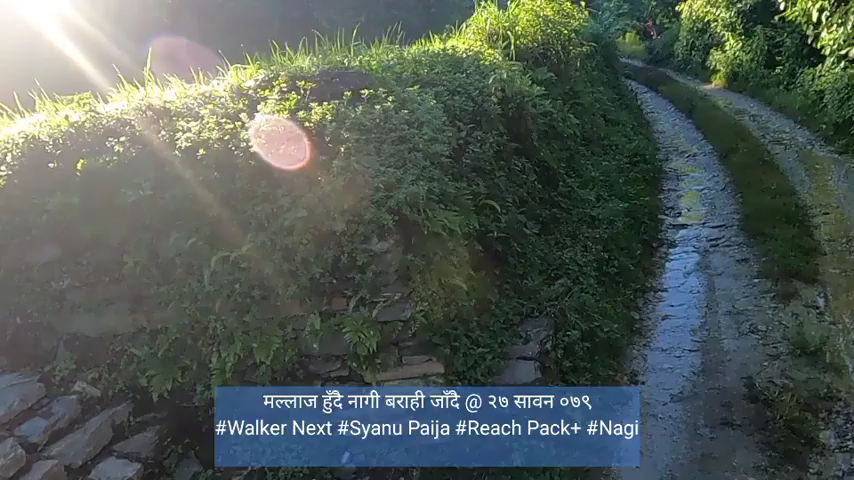 मल्लाज हुँदै नागी बराही जाँदै @ २७ सावन ०७९
#Walker Next #Syanu Paija #Reach Pack+ #Nagi